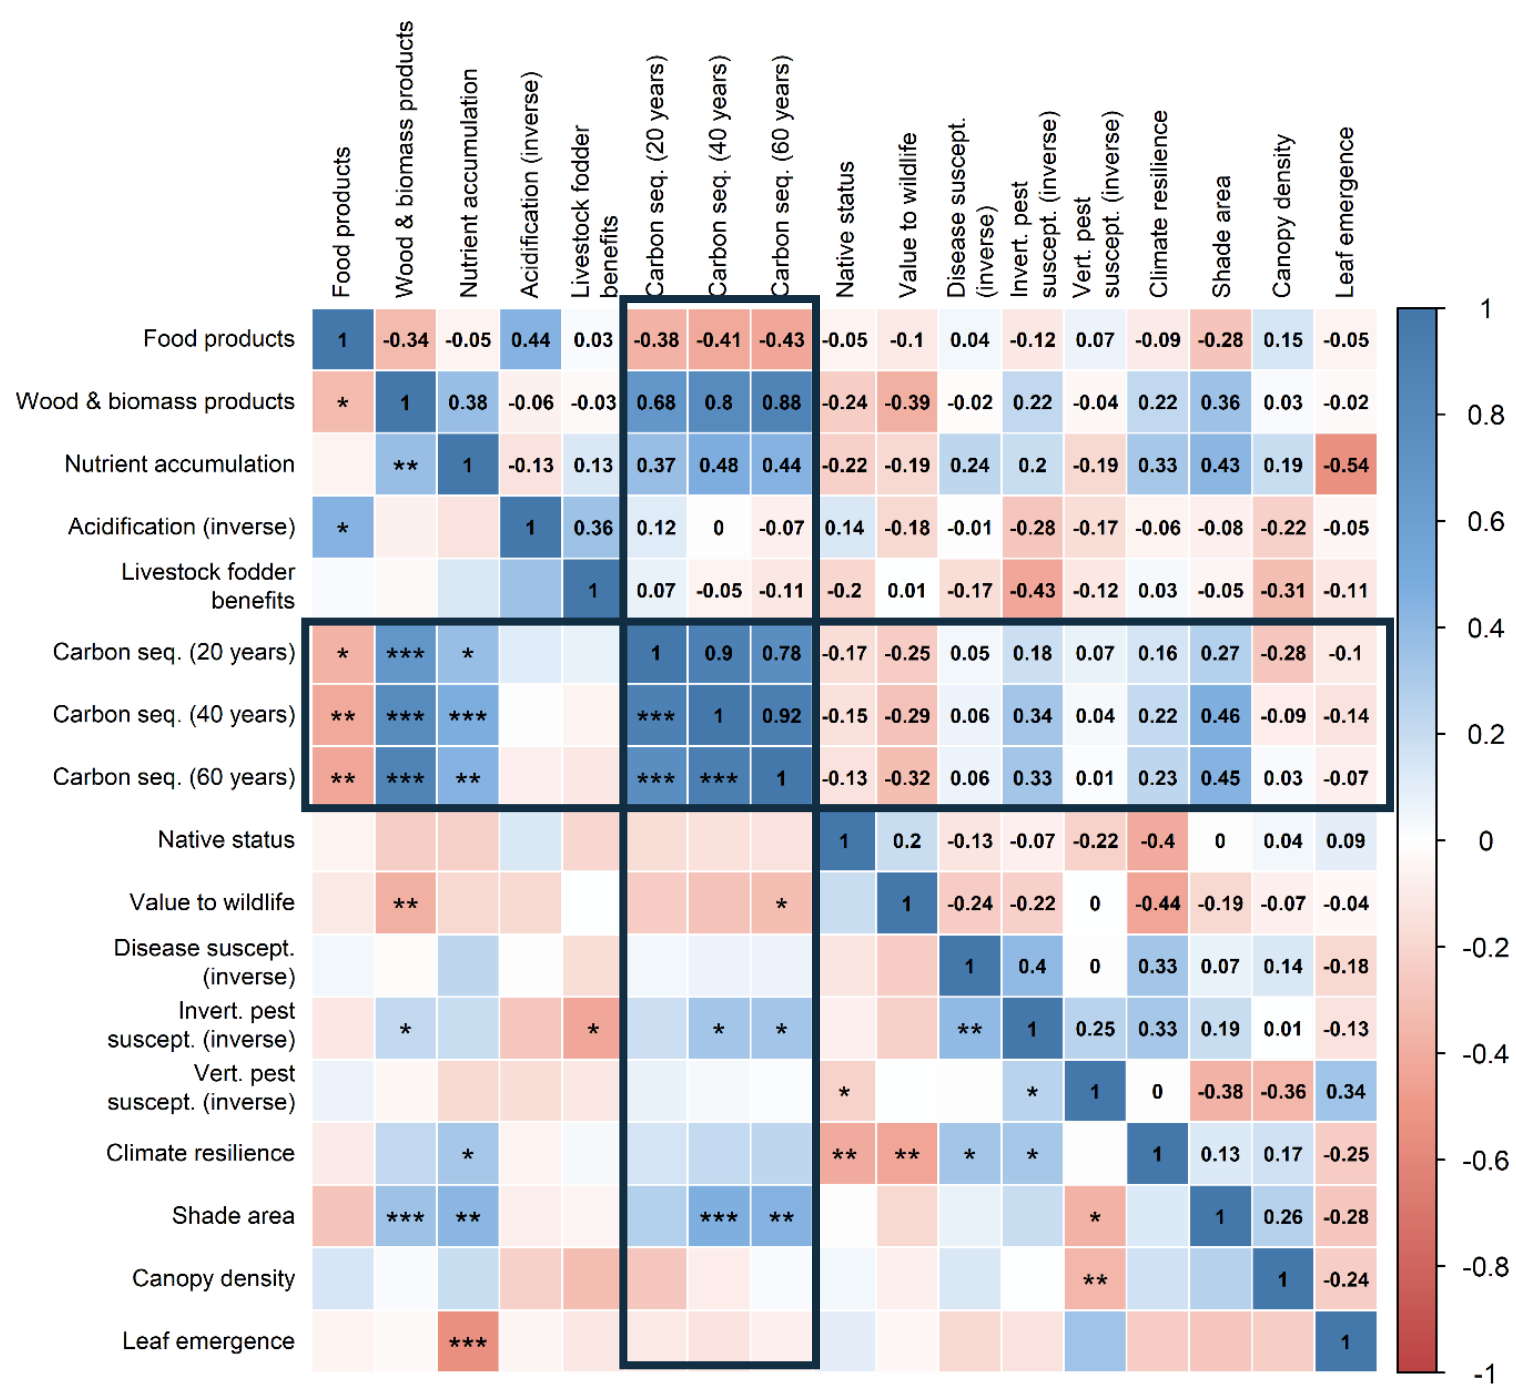 Food products
Wood & biomass products
Nutrient accumulation
Acidification (inverse)
Livestock fodder
benefits
Carbon seq. (20 years)
Carbon seq. (40 years)
Carbon seq. (60 years)
Native status
Value to wildlife
Disease suscept.
(inverse)
Invert. pest
suscept. (inverse)
Vert. pest
suscept. (inverse)
Climate resilience
Shade area
Canopy density
Leaf emergence
Food products 1 -0.34 -0.05 0.44 0.03 -0.38 -0.41 -0.43 -0.05 -0.1 0.04 -0.12 0.07 -0.09 -0.28 0.15 -0.05
Wood & biomass products * 1 0.38 -0.06 -0.03 0.68 0.8 0.88 -0.24 -0.39 -0.02 0.22 -0.04 0.22 0.36 0.03 -0.02
Nutrient accumulation ** 1 -0.13 0.13 0.37 0.48 0.44 -0.22 -0.19 0.24 0.2 -0.19 0.33 0.43 0.19 -0.54
Acidification (inverse) * 1 0.36 0.12 0 -0.07 0.14 -0.18 -0.01 -0.28 -0.17 -0.06 -0.08 -0.22 -0.05
Livestock fodder
benefits 1 0.07 -0.05 -0.11 -0.2 0.01 -0.17 -0.43 -0.12 0.03 -0.05 -0.31 -0.11
Carbon seq. (20 years) * *** * 1 0.9 0.78 -0.17 -0.25 0.05 0.18 0.07 0.16 0.27 -0.28 -0.1
Carbon seq. (40 years) ** *** *** *** 1 0.92 -0.15 -0.29 0.06 0.34 0.04 0.22 0.46 -0.09 -0.14
Carbon seq. (60 years) ** *** ** *** *** 1 -0.13 -0.32 0.06 0.33 0.01 0.23 0.45 0.03 -0.07
Native status 1 0.2 -0.13 -0.07 -0.22 -0.4 0 0.04 0.09
Value to wildlife ** * 1 -0.24 -0.22 0 -0.44 -0.19 -0.07 -0.04
Disease suscept.
(inverse) 1 0.4 0 0.33 0.07 0.14 -0.18
Invert. pest
suscept. (inverse) * * * * ** 1 0.25 0.33 0.19 0.01 -0.13
Vert. pest
suscept. (inverse) * * 1 0 -0.38 -0.36 0.34
Climate resilience * ** ** * * 1 0.13 0.17 -0.25
Shade area *** ** *** ** * 1 0.26 -0.28
Canopy density ** 1 -0.24
Leaf emergence *** 1
1
0.8
0.6
0.4
0.2
0
-0.2
-0.4
-0.6
-0.8
-1